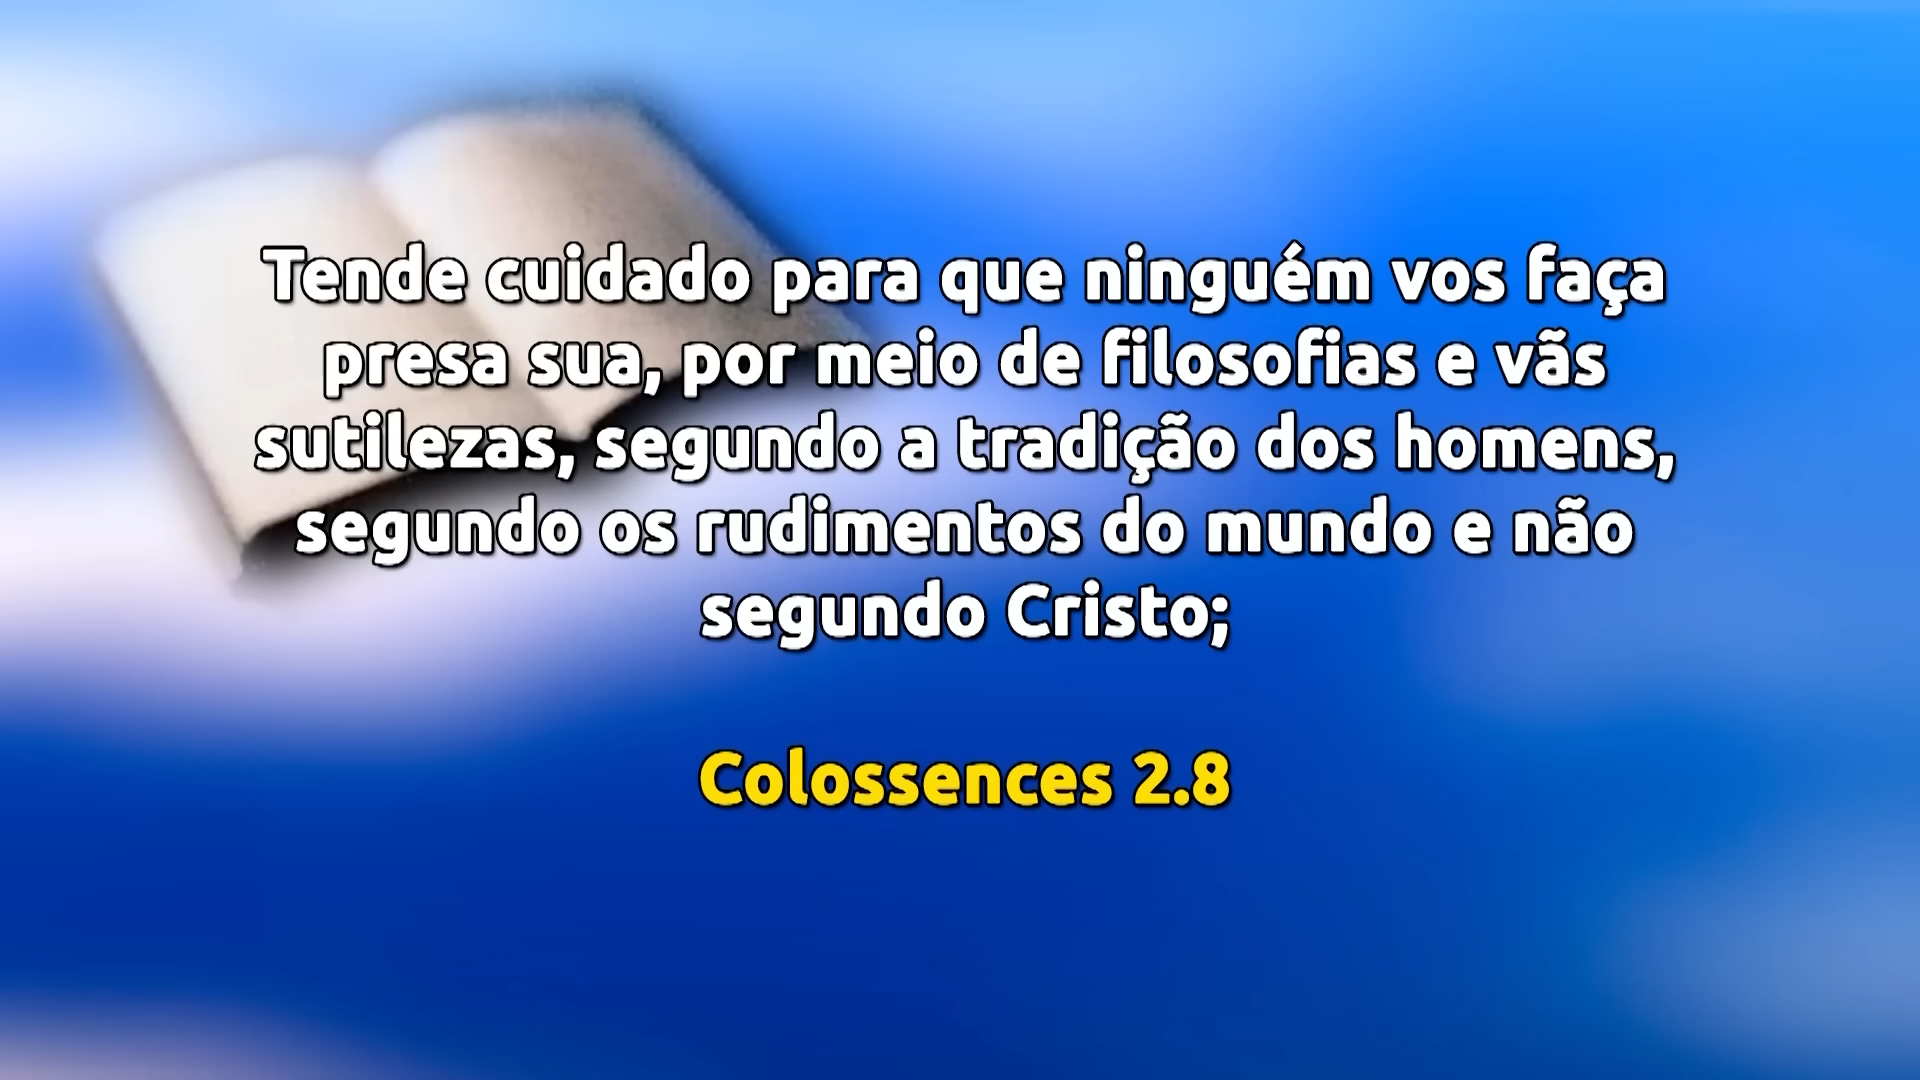 Tende cuidado para que ninguém vos faça
presa sua, por meio de filosofias e vãs
sutilezas, segundo a tradição dos homens,
segundo os rudimentos do mundo e não
segundo Cristo;
Colossences 2.8